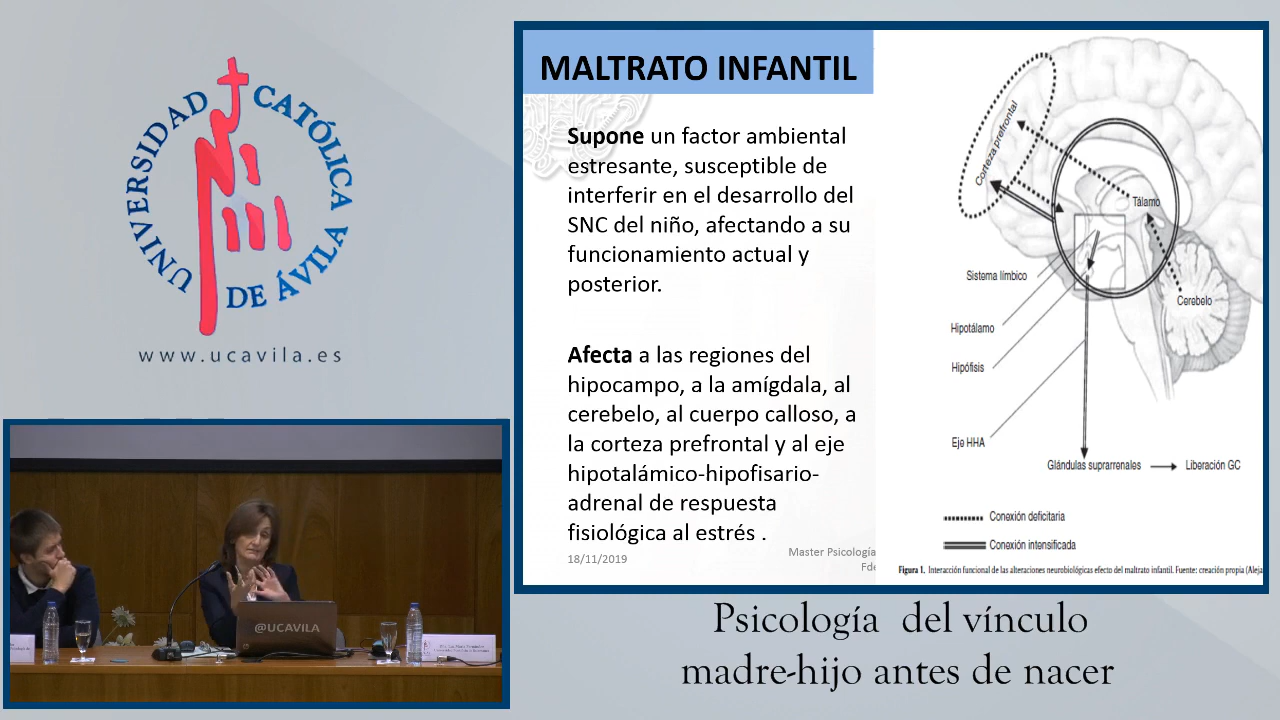 UNIVERSIDAD CATÓLICA DE ÁVILA
www.ucavila.es
MALTRATO INFANTIL
Supone un factor ambiental
estresante, susceptible de
interferir en el desarrollo del
SNC del niño, afectando a su
funcionamiento actual y
posterior.
Afecta a las regiones del
hipocampo, a la amígdala, al
cerebelo, al cuerpo calloso, a
la corteza prefrontal y al eje
hipotalámico-hipofisario-
adrenal de respuesta
fisiológica al estrés .
18/11/2019
Master Psicología
Corteza prefrontal
Tálamo
Sistema límbico
Cerebelo
Hipotálamo
Hipófisis
Eje HHA
Glándulas suprarrenales
Liberación GC
Conexión deficitaria
Conexión intensificada
Figura 1. Interacción funcional de las alteraciones neurobiológicas efecto del maltrato infantil. Fuente: creación propia (Aleja
@UCAVILA
Psicología del vínculo
madre-hijo antes de nacer